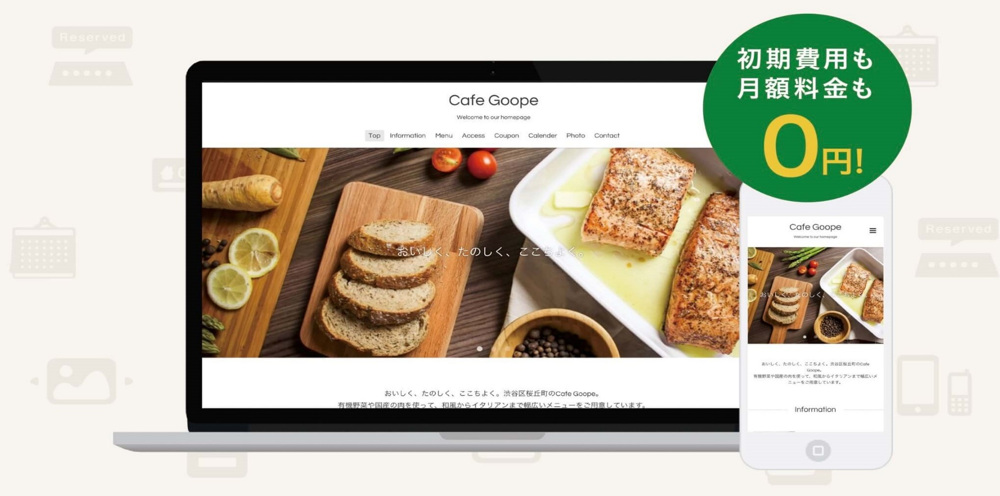 Reserved
初期費用も
月額料金も
0円!
Cafe Goope
Welcome to our homepage
Top Information Menu Access Coupon Calender Photo Contact
おいしく、たのしく、ここちよく。
おいしく、たのしく、ここちよく。渋谷区桜丘町のCafe Goope。
有機野菜や国産の肉を使って、和風からイタリアンまで幅広いメニューをご用意しています。
Cafe Goope
Welcome to our homepage
おいしく、たのしく、ここちよく。
おいしく、たのしく、ここちよく。渋谷区桜丘町のCafe
Goope。
有機野菜や国産の肉を使って、和風からイタリアンまで幅広いメ
ニューをご用意しています。
Information
Reserved